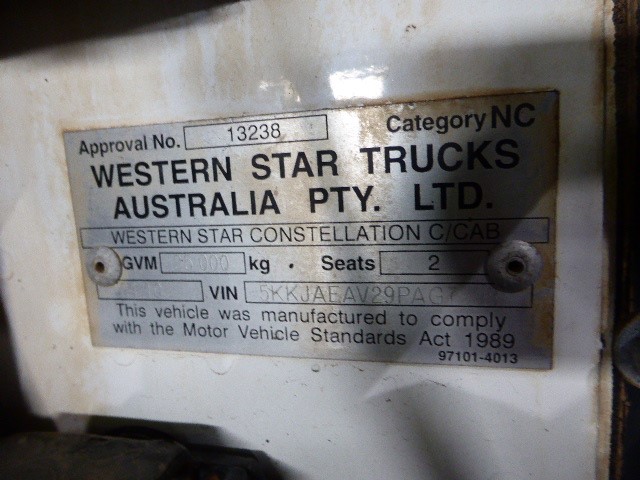 Approval No. 13238 Category NC
WESTERN STAR TRUCKS
AUSTRALIA PTY. LTD.
WESTERN STAR CONSTELLATION C/CAB
GVM kg. Seats 2
VIN
This vehicle was manufactured to comply
with the Motor Vehicle Standards Act 1989
97101-4013